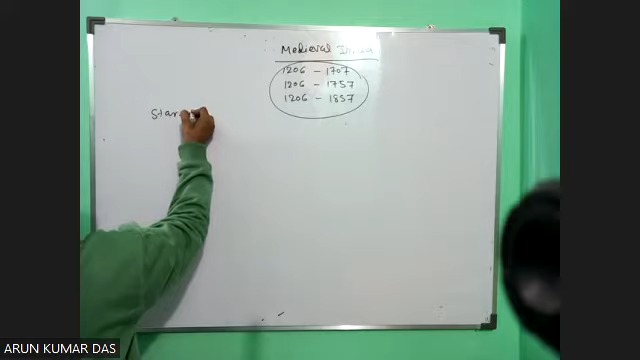 Medieval India
1206 - 1707
1206 - 1757
1206 - 1857
Star
ARUN KUMAR DAS